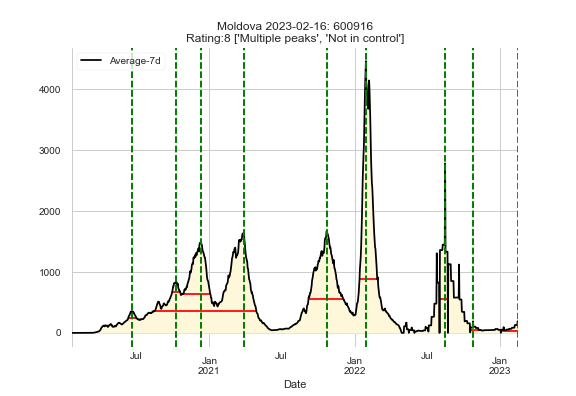 Moldova 2023-02-16: 600916
Rating:8 ['Multiple peaks', 'Not in control']
Average-7d
4000
3000
2000
1000
0
Jul
Jan
2021
Jul
Jan
2022
Jul
Jan
2023
Date